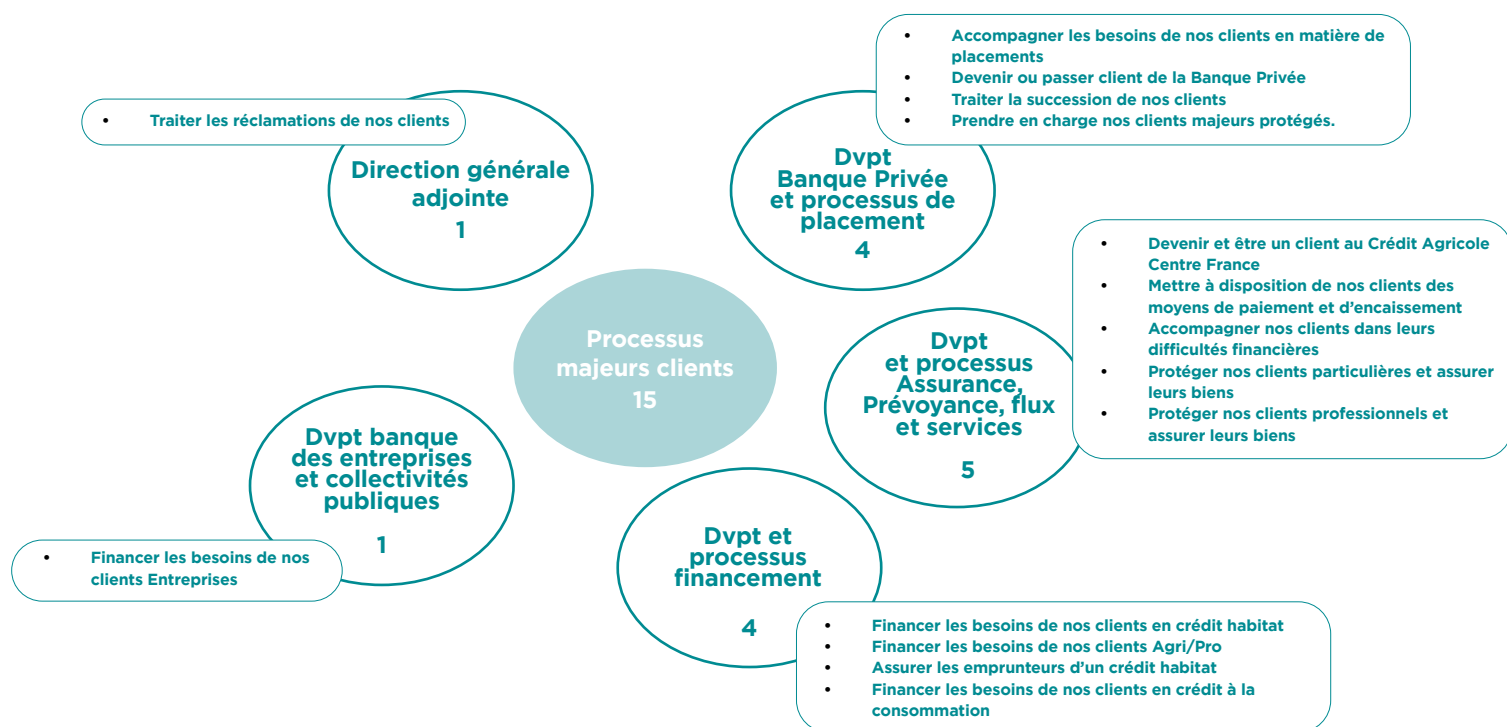 • Accompagner les besoins de nos clients en matière de
placements
• Devenir ou passer client de la Banque Privée
• Traiter la succession de nos clients
• Prendre en charge nos clients majeurs protégés.
• Traiter les réclamations de nos clients
Direction générale
adjointe
1
Dvpt
Banque Privée
et processus de
placement
4
• Devenir et être un client au Crédit Agricole
Centre France
• Mettre à disposition de nos clients des
moyens de paiement et d'encaissement
• Accompagner nos clients dans leurs
difficultés financières
• Protéger nos clients particulières et assurer
leurs biens
• Protéger nos clients professionnels et
assurer leurs biens
Processus
majeurs clients
15
Dvpt
et processus
Assurance,
Prévoyance, flux
et services
5
Dvpt banque
des entreprises
et collectivités
publiques
1
• Financer les besoins de nos
clients Entreprises
Dvpt et
processus
financement
4
• Financer les besoins de nos clients en crédit habitat
• Financer les besoins de nos clients Agri/Pro
• Assurer les emprunteurs d'un crédit habitat
• Financer les besoins de nos clients en crédit à la
consommation